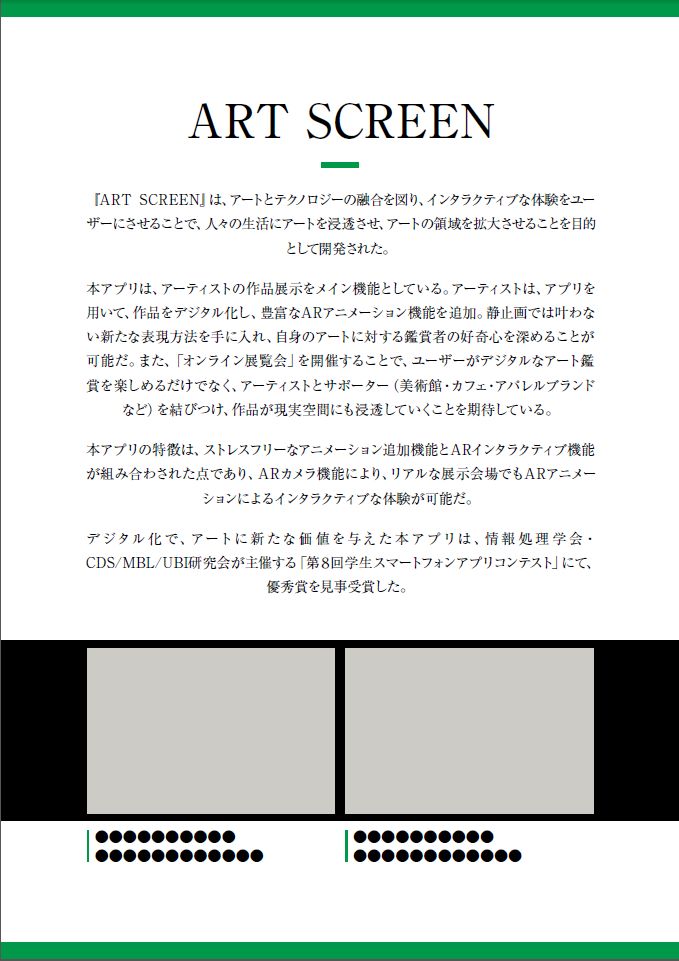 ART SCREEN
『ART SCREEN』は、アートとテクノロジーの融合を図り、インタラクティブな体験をユー
ザーにさせることで、人々の生活にアートを浸透させ、アートの領域を拡大させることを目的
として開発された。
本アプリは、アーティストの作品展示をメイン機能としている。アーティストは、アプリを
用いて、作品をデジタル化し、豊富なARアニメーション機能を追加。静止画では叶わな
い新たな表現方法を手に入れ、自身のアートに対する鑑賞者の好奇心を深めることが
可能だ。また、「オンライン展覧会」を開催することで、ユーザーがデジタルなアート鑑
賞を楽しめるだけでなく、アーティストとサポーター（美術館・カフェ・アパレルブランド
など）を結びつけ、作品が現実空間にも浸透していくことを期待している。
本アプリの特徴は、ストレスフリーなアニメーション追加機能とARインタラクティブ機能
が組み合わされた点であり、ARカメラ機能により、リアルな展示会場でもARアニメー
ションによるインタラクティブな体験が可能だ。
デジタル化で、アートに新たな価値を与えた本アプリは、情報処理学会・
CDS/MBL/UBI研究会が主催する「第8回学生スマートフォンアプリコンテスト」にて、
優秀賞を見事受賞した。
●●●●●●●●●●
●●●●●●●●●●●●
●●●●●●●●●●
●●●●●●●●●●●●